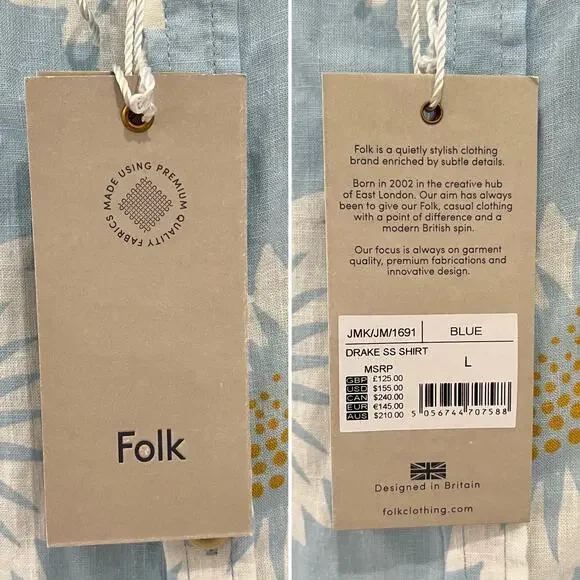 MADE USING PREMIUM QUALITY FABRICS
Folk
Folk is a quietly stylish clothing
brand enriched by subtle details.
Born in 2002 in the creative hub
of East London. Our aim has always
been to give our Folk, casual clothing
with a point of difference and a
modern British spin.
Our focus is always on garment
quality, premium fabrications and
innovative design.
JMK/JM/1691 BLUE
DRAKE SS SHIRT
MSRP L
GBP £125.00
USD $155.00
CAN $240.00
EUR €145.00
AUS $210.00
5 056744 707588
Designed in Britain
folkclothing.com